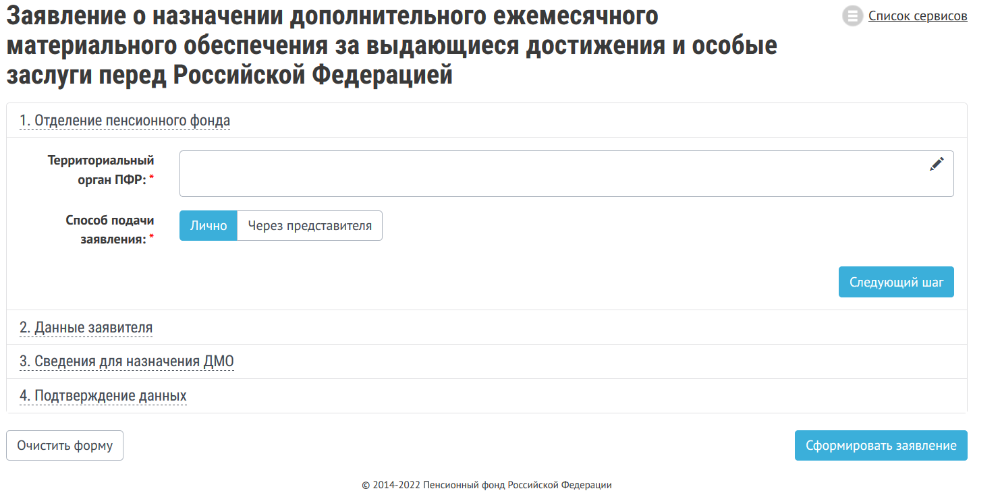 Заявление о назначении дополнительного ежемесячного
материального обеспечения за выдающиеся достижения и особые
заслуги перед Российской Федерацией
Список сервисов
1. Отделение пенсионного фонда
Территориальный
орган ПФР: *
Способ подачи
заявления: *
Лично
Через представителя
Следующий шаг
2. Данные заявителя
3. Сведения для назначения ДМО
4. Подтверждение данных
Очистить форму
Сформировать заявление
© 2014-2022 Пенсионный фонд Российской Федерации